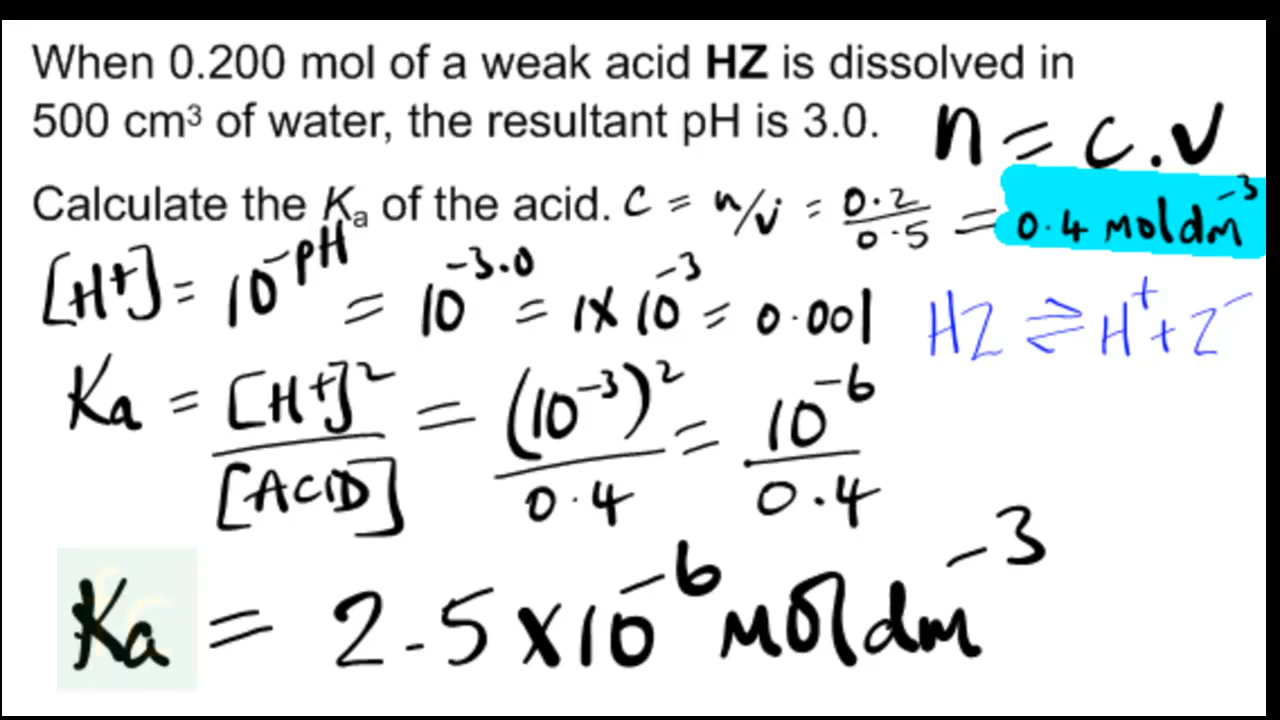 When 0.200 mol of a weak acid HZ is dissolved in
500 cm³ of water, the resultant pH is 3.0.
n = c.v
Calculate the Kₐ of the acid. c = n/v = 0.2/0.5 = 0.4 moldm⁻³
[H⁺] = 10^-pH = 10^-3.0 = 1x10⁻³ = 0.001
HZ ⇌ H⁺ + Z⁻
Ka = [H⁺]²/[ACID] = (10⁻³)²/0.4 = 10⁻⁶/0.4
Ka = 2.5x10⁻⁶ moldm⁻³